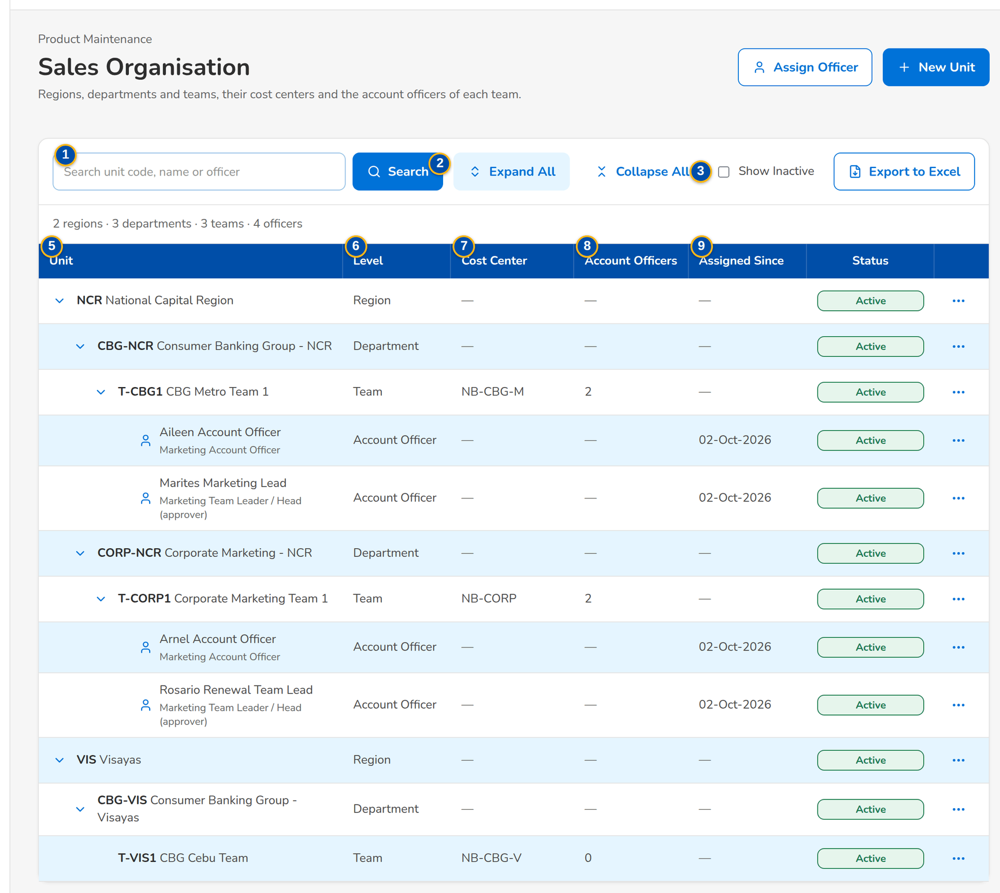 Product Maintenance
Sales Organisation
Regions, departments and teams, their cost centers and the account officers of each team.
Assign Officer
New Unit
1
Search unit code, name or officer
Search
2
Expand All
Collapse All
3
Show Inactive
Export to Excel
2 regions · 3 departments · 3 teams · 4 officers
5 6 7 8 9
Unit Level Cost Center Account Officers Assigned Since Status
NCR National Capital Region Region — — — Active
CBG-NCR Consumer Banking Group - NCR Department — — — Active
T-CBG1 CBG Metro Team 1 Team NB-CBG-M 2 — Active
Aileen Account Officer
Marketing Account Officer
Account Officer — — 02-Oct-2026 Active
Marites Marketing Lead
Marketing Team Leader / Head
(approver)
Account Officer — — 02-Oct-2026 Active
CORP-NCR Corporate Marketing - NCR Department — — — Active
T-CORP1 Corporate Marketing Team 1 Team NB-CORP 2 — Active
Arnel Account Officer
Marketing Account Officer
Account Officer — — 02-Oct-2026 Active
Rosario Renewal Team Lead
Marketing Team Leader / Head
(approver)
Account Officer — — 02-Oct-2026 Active
VIS Visayas Region — — — Active
CBG-VIS Consumer Banking Group -
Visayas
Department — — — Active
T-VIS1 CBG Cebu Team Team NB-CBG-V 0 — Active